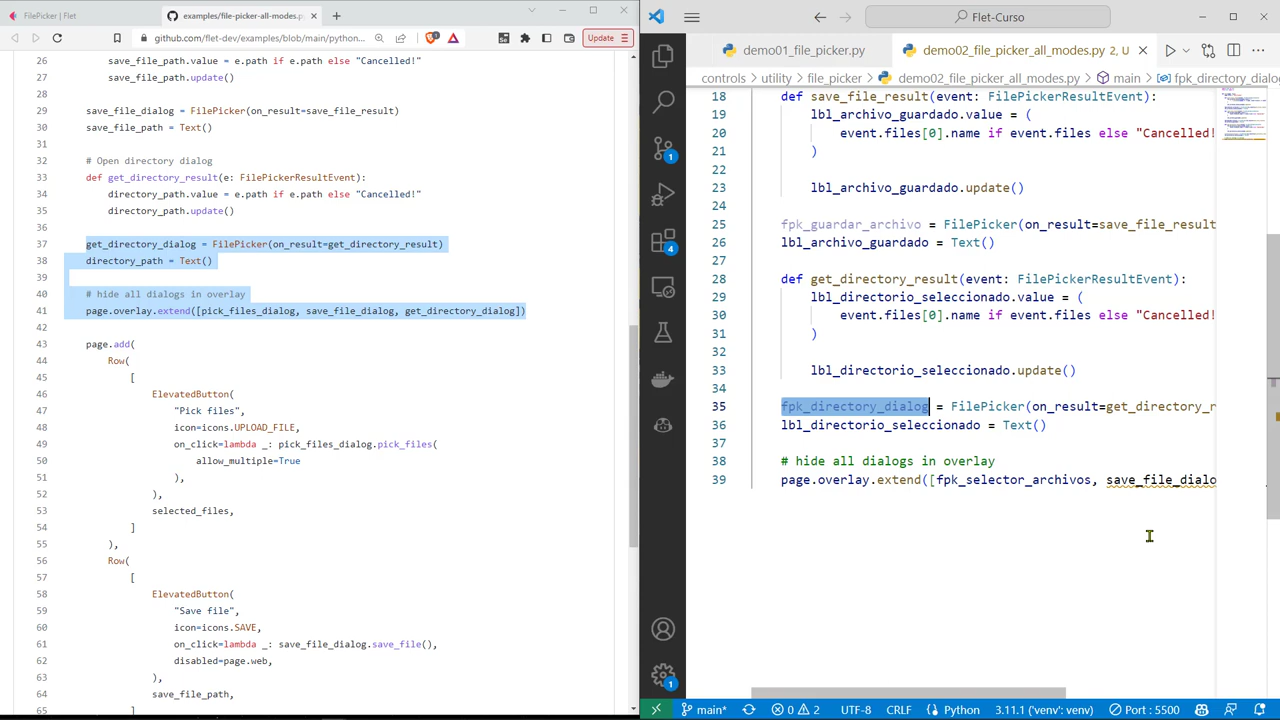 FilePicker | Flet
examples/file-picker-all-modes.p
github.com/flet-dev/examples/blob/main/python...
Update
27
file_path.update()
28
29 save_file_dialog = FilePicker(on_result=save_file_result)
30 save_file_path = Text()
31
32 # Open directory dialog
33 def get_directory_result(e: FilePickerResultEvent):
34 directory_path.value = e.path if e.path else "Cancelled!"
35 directory_path.update()
36
37 get_directory_dialog = FilePicker(on_result=get_directory_result)
38 directory_path = Text()
39
40 # hide all dialogs in overlay
41 page.overlay.extend([pick_files_dialog, save_file_dialog, get_directory_dialog])
42
43 page.add(
44 Row(
45 [
46 ElevatedButton(
47 "Pick files",
48 icon=icons.UPLOAD_FILE,
49 on_click=lambda _: pick_files_dialog.pick_files(
50 allow_multiple=True
51 ),
52 ),
53 selected_files,
54 ]
55 ),
56 Row(
57 [
58 ElevatedButton(
59 "Save file",
60 icon=icons.SAVE,
61 on_click=lambda _: save_file_dialog.save_file(),
62 disabled=page.web,
63 ),
64 save_file_path,
65 ]
Flet-Curso
demo01_file_picker.py
demo02_file_picker_all_modes.py 2, U
controls > utility > file_picker > demo02_file_picker_all_modes.py > main > fpk_directory_dialog
18 def save_file_result(event: FilePickerResultEvent):
19 lbl_archivo_guardado.value = (
20 event.files[0].name if event.files else "Cancelled!
21 )
22
23 lbl_archivo_guardado.update()
24
25 fpk_guardar_archivo = FilePicker(on_result=save_file_result
26 lbl_archivo_guardado = Text()
27
28 def get_directory_result(event: FilePickerResultEvent):
29 lbl_directorio_seleccionado.value = (
30 event.files[0].name if event.files else "Cancelled!
31 )
32
33 lbl_directorio_seleccionado.update()
34
35 fpk_directory_dialog = FilePicker(on_result=get_directory_r
36 lbl_directorio_seleccionado = Text()
37
38 # hide all dialogs in overlay
39 page.overlay.extend([fpk_selector_archivos, save_file_dialo
1
4
1
main* 0 2 UTF-8 CRLF Python 3.11.1 ('venv': venv) Port : 5500